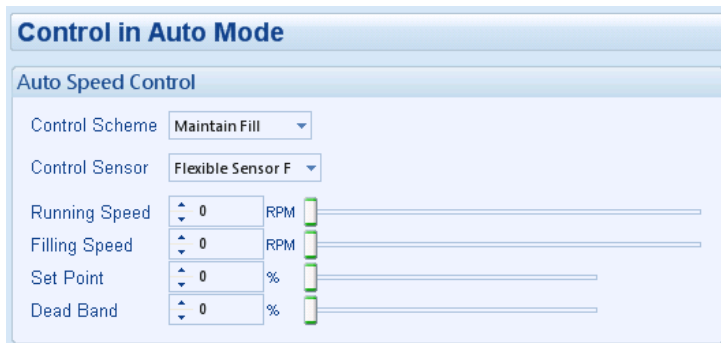 Control in Auto Mode
Auto Speed Control
Control Scheme Maintain Fill
Control Sensor Flexible Sensor F
Running Speed 0 RPM
Filling Speed 0 RPM
Set Point 0 %
Dead Band 0 %